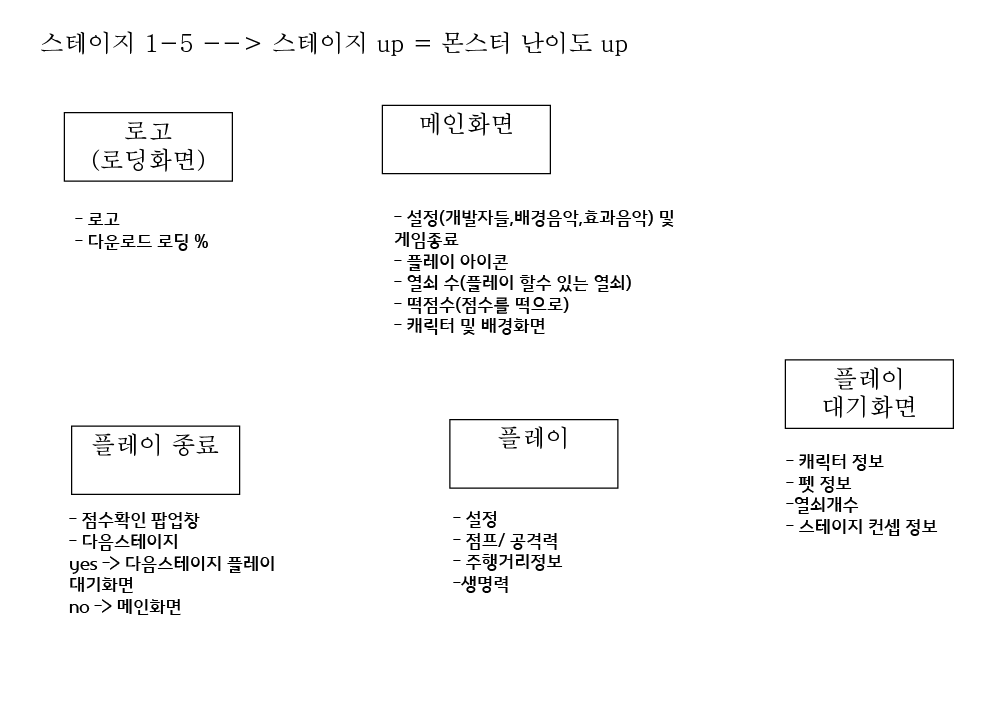 스테이지 1-5 --> 스테이지 up = 몬스터 난이도 up
로고
(로딩화면)
- 로고
- 다운로드 로딩 %
메인화면
- 설정(개발자들,배경음악,효과음악) 및
게임종료
- 플레이 아이콘
- 열쇠 수(플레이 할수 있는 열쇠)
- 떡점수(점수를 떡으로)
- 캐릭터 및 배경화면
플레이
대기화면
- 캐릭터 정보
- 펫 정보
-열쇠개수
- 스테이지 컨셉 정보
플레이
- 설정
- 점프/ 공격력
- 주행거리정보
-생명력
플레이 종료
- 점수확인 팝업창
- 다음스테이지
yes -> 다음스테이지 플레이
대기화면
no -> 메인화면